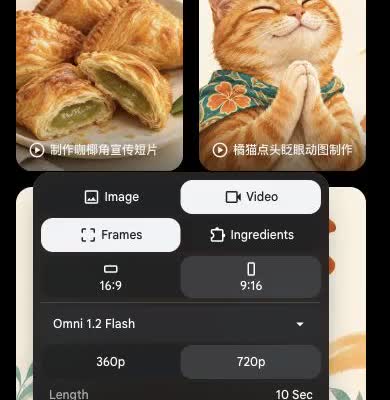 制作咖椰角宣传短片
橘猫点头眨眼动图制作
Image
Video
Frames
Ingredients
16:9
9:16
Omni 1.2 Flash
360p
720p
Length
10 Sec